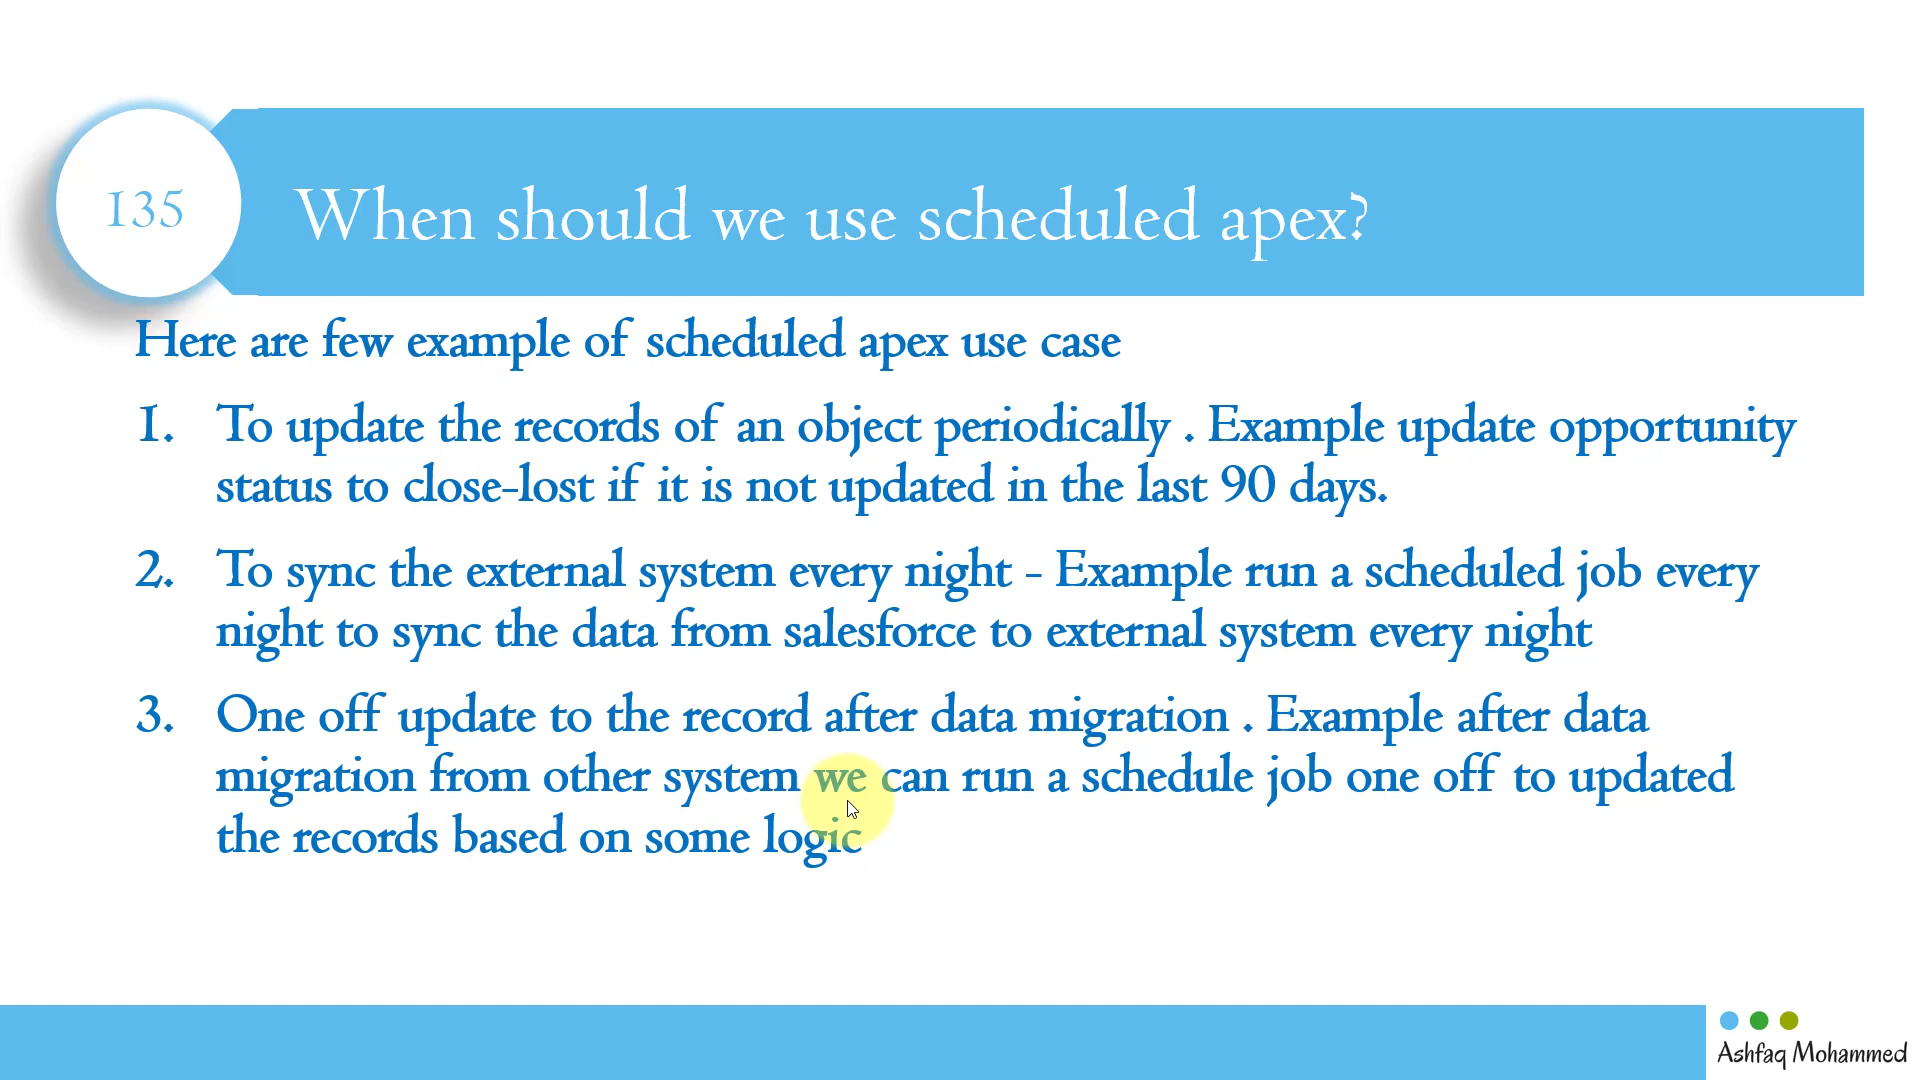 135
When should we use scheduled apex?
Here are few example of scheduled apex use case
1. To update the records of an object periodically . Example update opportunity
status to close-lost if it is not updated in the last 90 days.
2. To sync the external system every night - Example run a scheduled job every
night to sync the data from salesforce to external system every night
3. One off update to the record after data migration . Example after data
migration from other system we can run a schedule job one off to updated
the records based on some logic
Ashfaq Mohammed